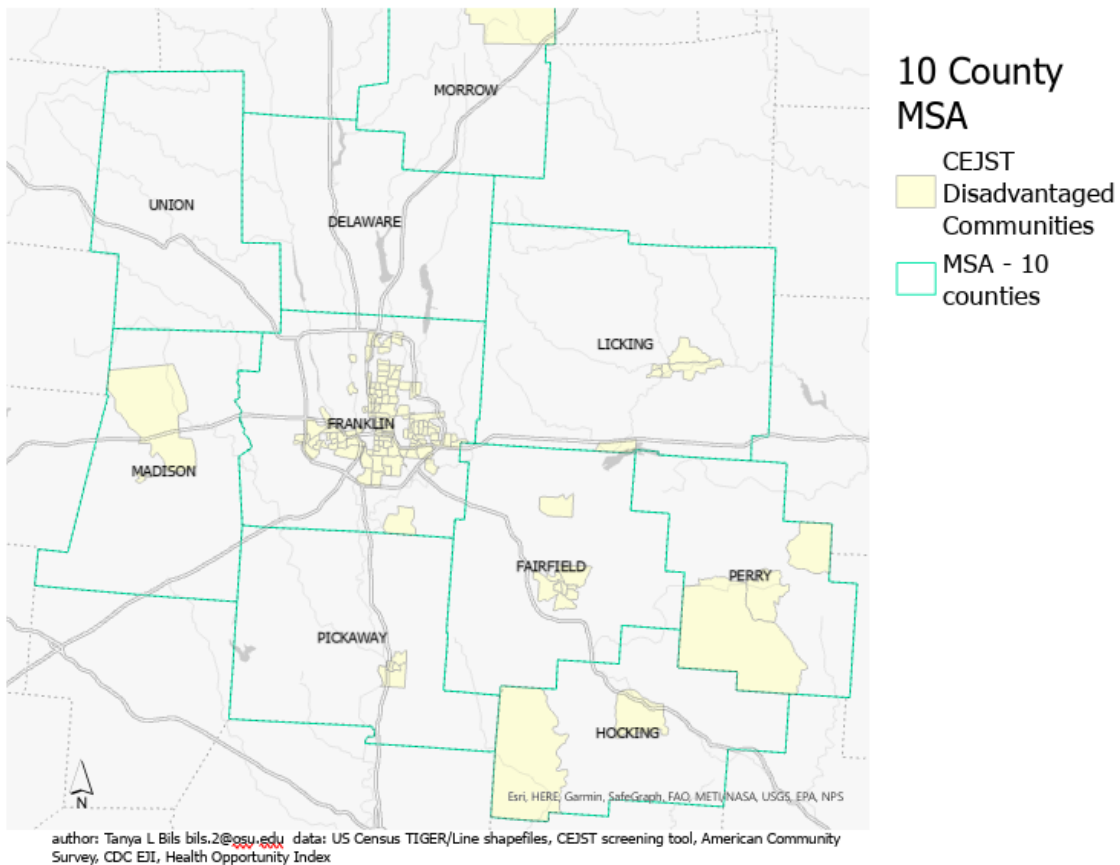 10 County
MSA
CEJST
Disadvantaged
Communities
MSA - 10
counties
MORROW
UNION
DELAWARE
LICKING
FRANKLIN
MADISON
FAIRFIELD
PERRY
PICKAWAY
HOCKING
N
Esri, HERE, Garmin, SafeGraph, FAO, METI/NASA, USGS, EPA, NPS
author: Tanya L Bils bils.2@osu.edu data: US Census TIGER/Line shapefiles, CEJST screening tool, American Community
Survey, CDC EJI, Health Opportunity Index